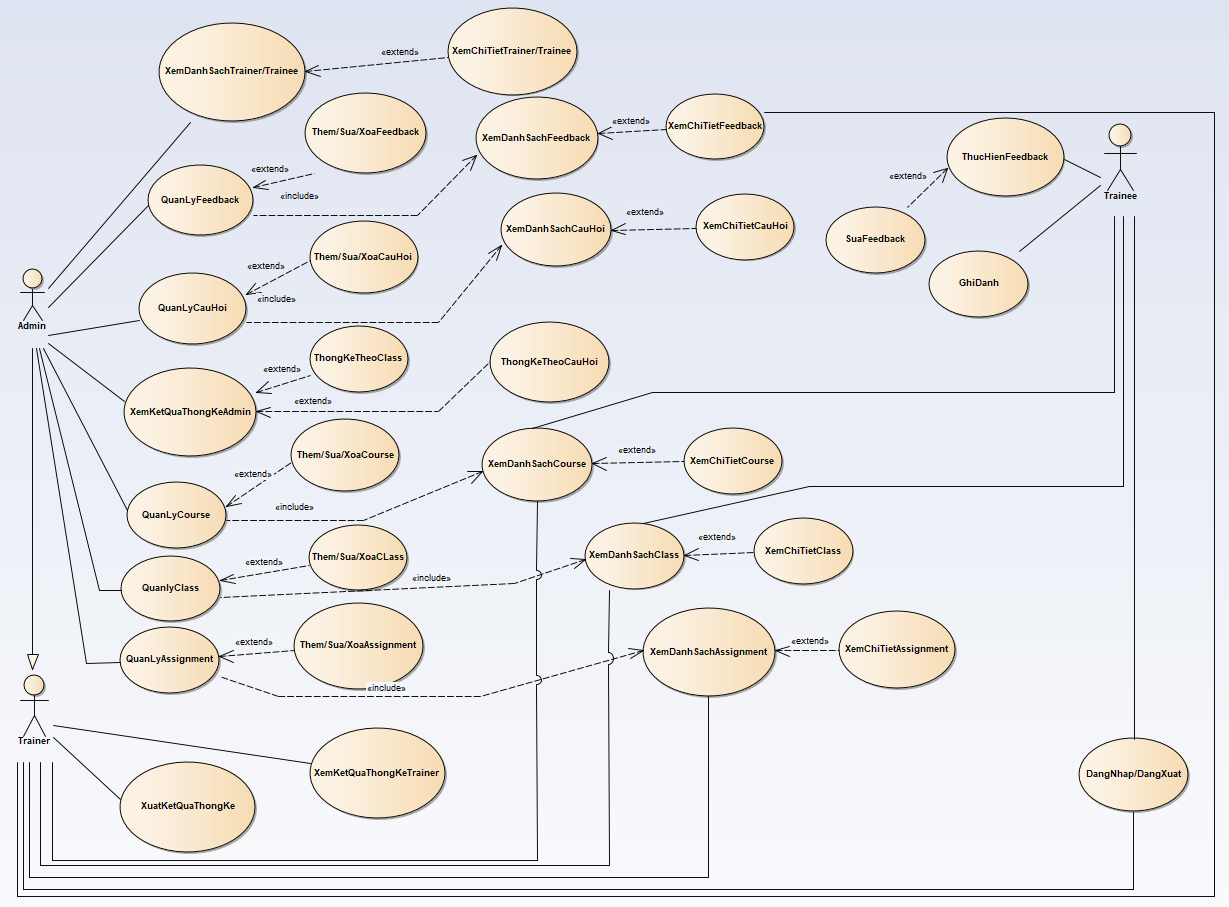 «extend»
XemChiTietTrainer/Trainee
XemDanhSachTrainer/Trainee
Them/Sua/XoaFeedback
XemDanhSachFeedback
«extend»
XemChiTietFeedback
ThucHienFeedback
«extend»
«extend»
Trainee
QuanLyFeedback
«include»
«extend»
XemDanhSachCauHoi
XemChiTietCauHoi
SuaFeedback
Them/Sua/XoaCauHoi
«extend»
GhiDanh
«include»
QuanLyCauHoi
Admin
ThongKeTheoClass
ThongKeTheoCauHoi
«extend»
«extend»
XemKetQuaThongKeAdmin
Them/Sua/XoaCourse
«extend»
XemDanhSachCourse
XemChiTietCourse
«extend»
«include»
QuanLyCourse
«extend»
XemDanhSachClass
XemChiTietClass
Them/Sua/XoaCLass
«extend»
«include»
QuanlyClass
«extend»
Them/Sua/XoaAssignment
«extend»
XemDanhSachAssignment
XemChiTietAssignment
QuanLyAssignment
«include»
Trainer
XemKetQuaThongKeTrainer
DangNhap/DangXuat
XuatKetQuaThongKe